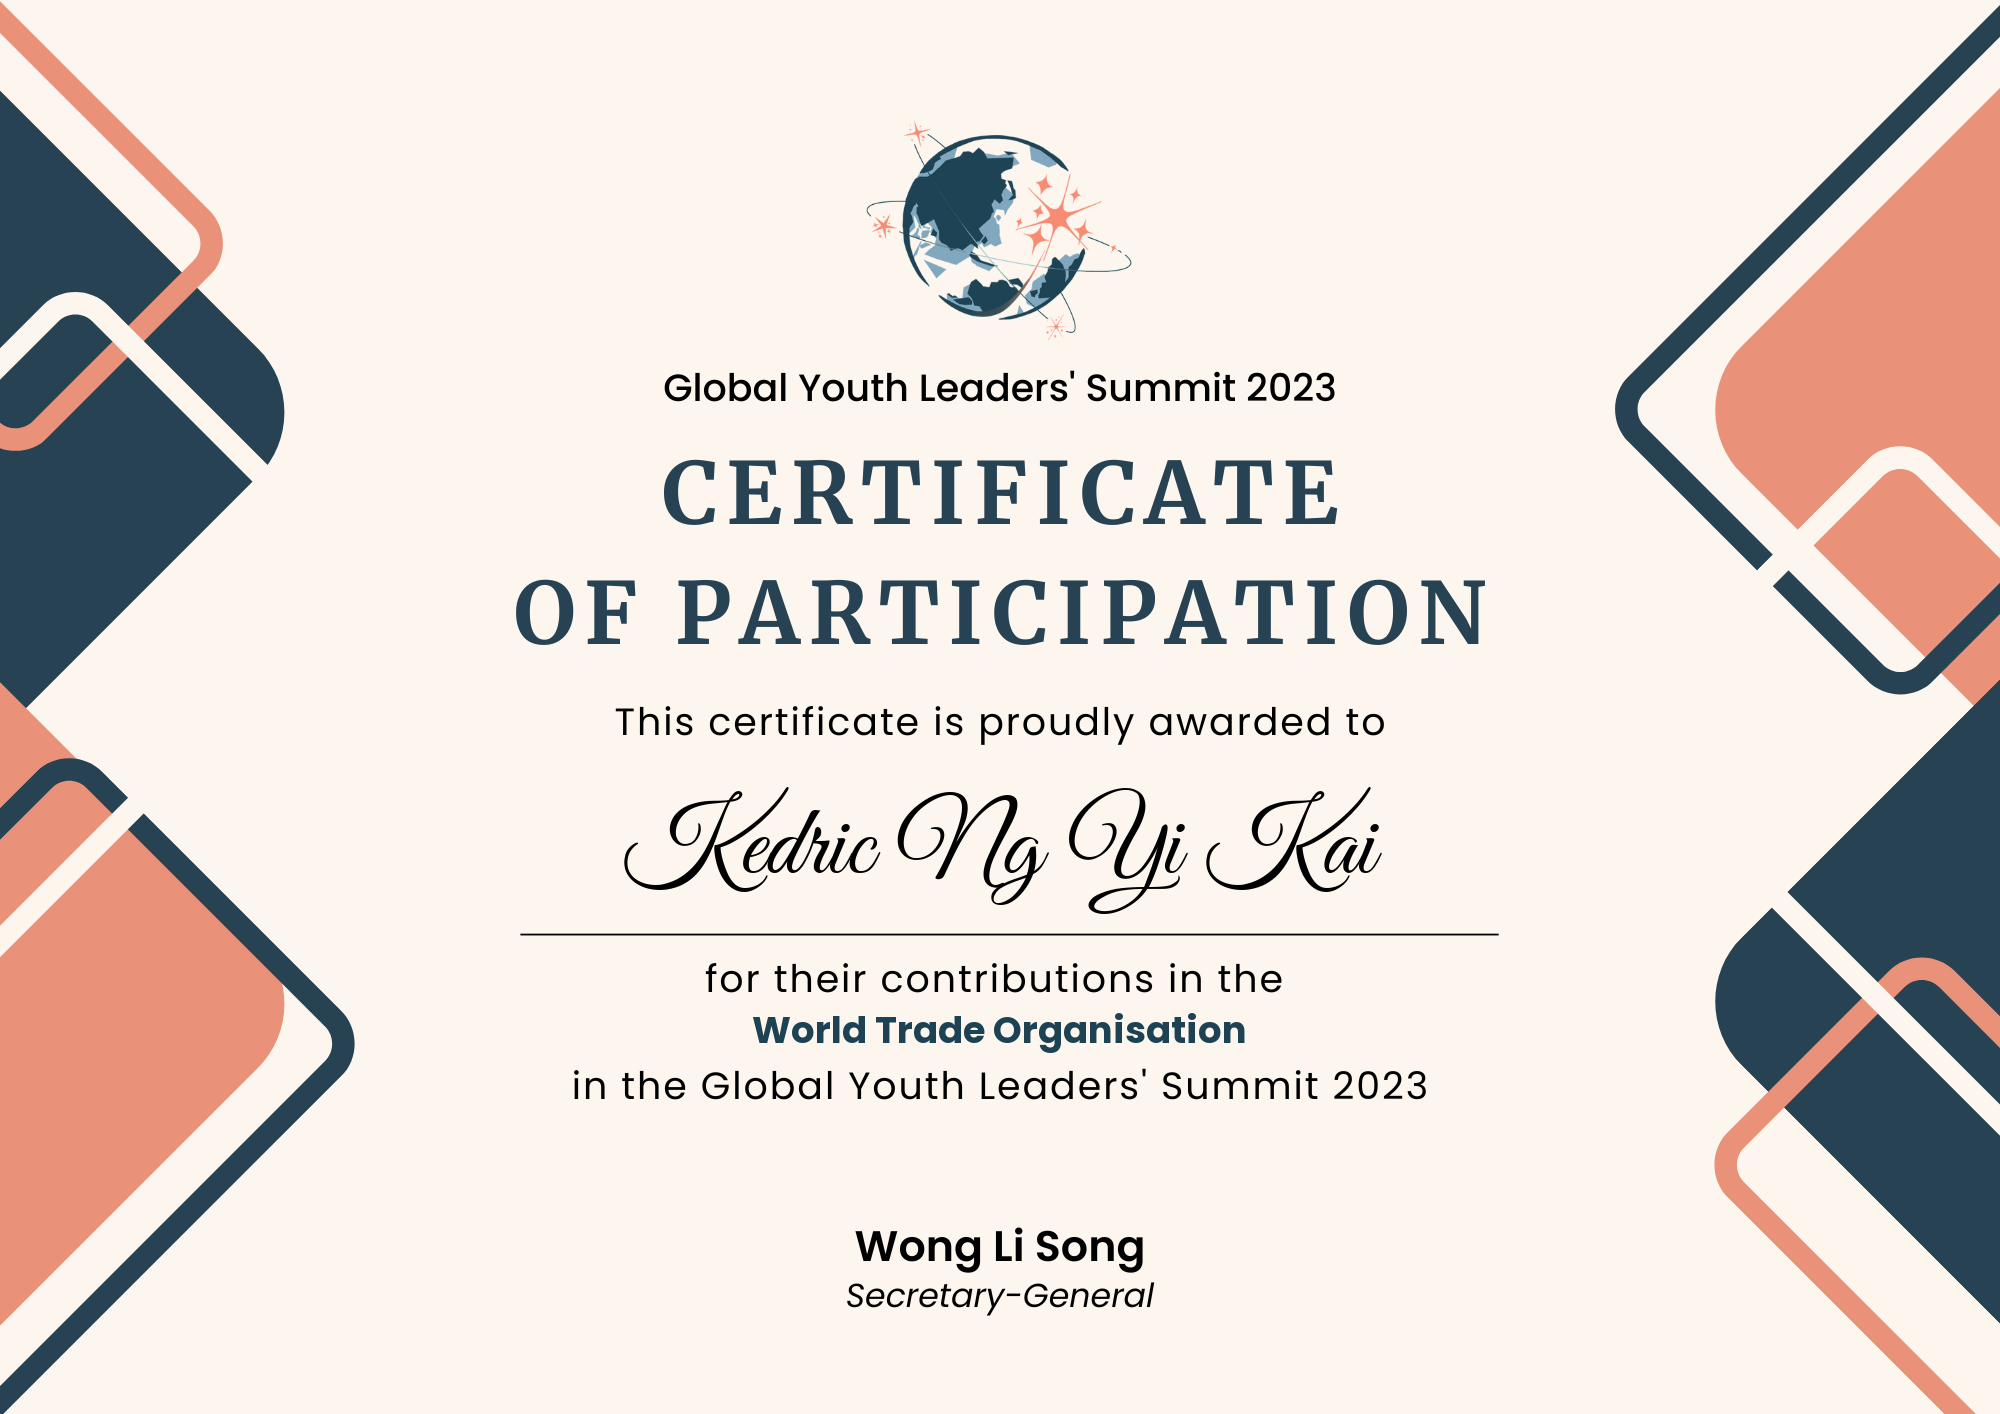 Global Youth Leaders' Summit 2023
CERTIFICATE
OF PARTICIPATION
This certificate is proudly awarded to
Kedric Ng Yi Kai
for their contributions in the
World Trade Organisation
in the Global Youth Leaders' Summit 2023
Wong Li Song
Secretary-General